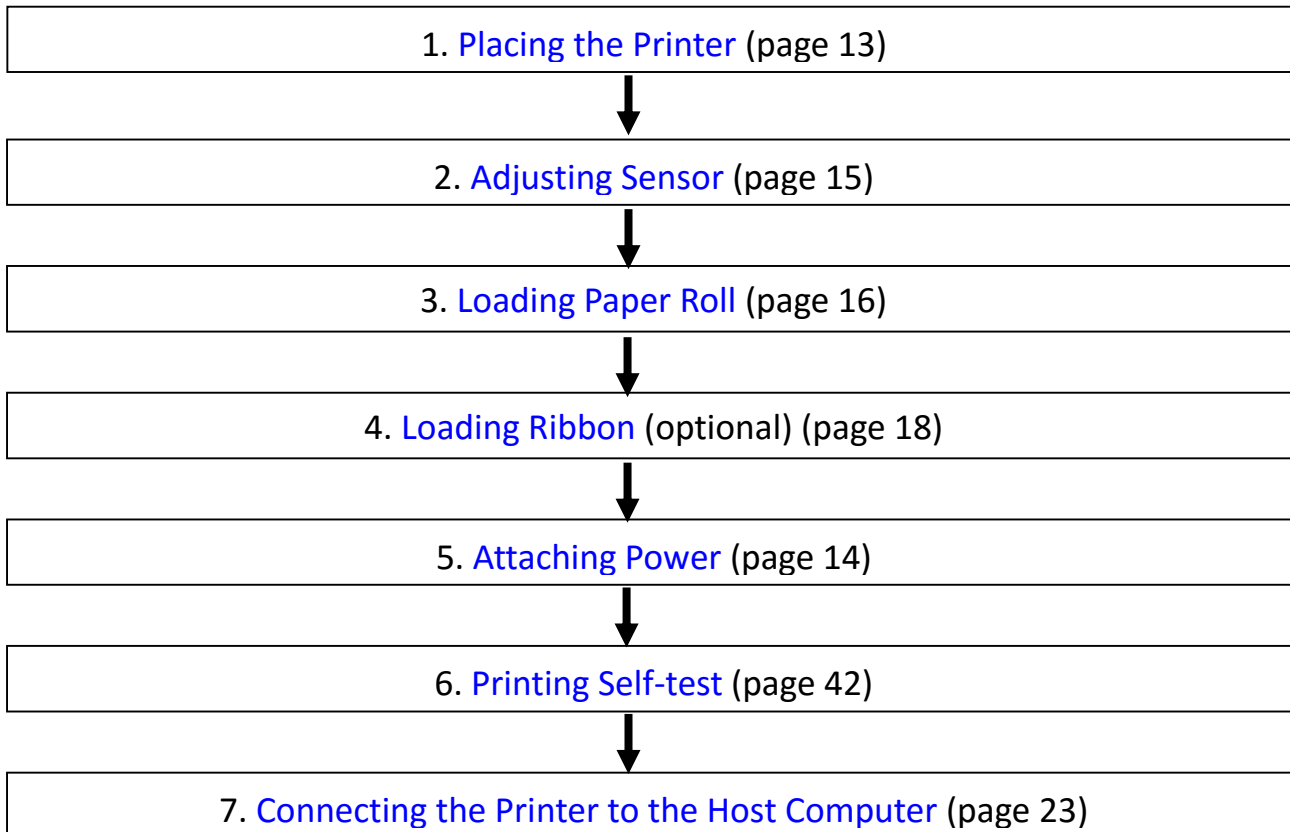 1. Placing the Printer (page 13)
2. Adjusting Sensor (page 15)
3. Loading Paper Roll (page 16)
4. Loading Ribbon (optional) (page 18)
5. Attaching Power (page 14)
6. Printing Self-test (page 42)
7. Connecting the Printer to the Host Computer (page 23)